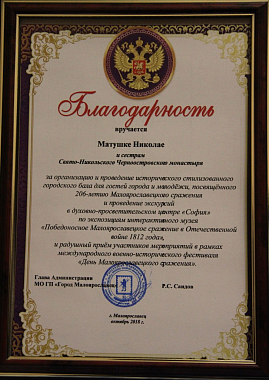 Благодарность
вручается
Матушке Николае
и сестрам
Свято-Никольского Черноостровского монастыря
за организацию и проведение исторического стилизованного
городского бала для гостей города и молодёжи, посвящённого
206-летию Малоярославецкого сражения
и проведение экскурсий
в духовно-просветительском центре «София»
по экспозициям интерактивного музея
«Победоносное Малоярославецкое сражение в Отечественной
войне 1812 года»,
и радушный приём участников мероприятий в рамках
международного военно-исторического фестиваля
«День Малоярославецкого сражения».
Глава Администрации
МО ГП «Город Малоярославец» Р.С. Саидов
г. Малоярославец
октябрь 2018 г.